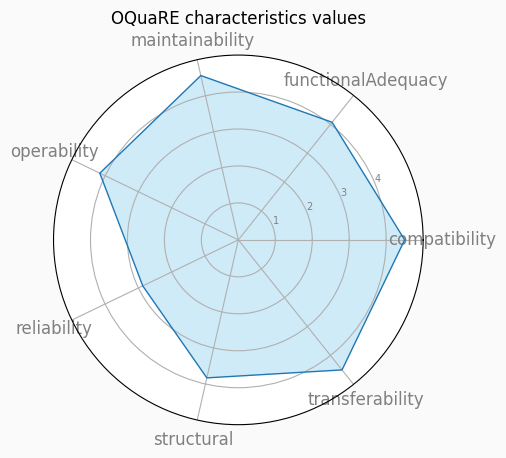 OQuaRE characteristics values
maintainability
functionalAdequacy
operability
4
3
2
1
compatibility
reliability
transferability
structural